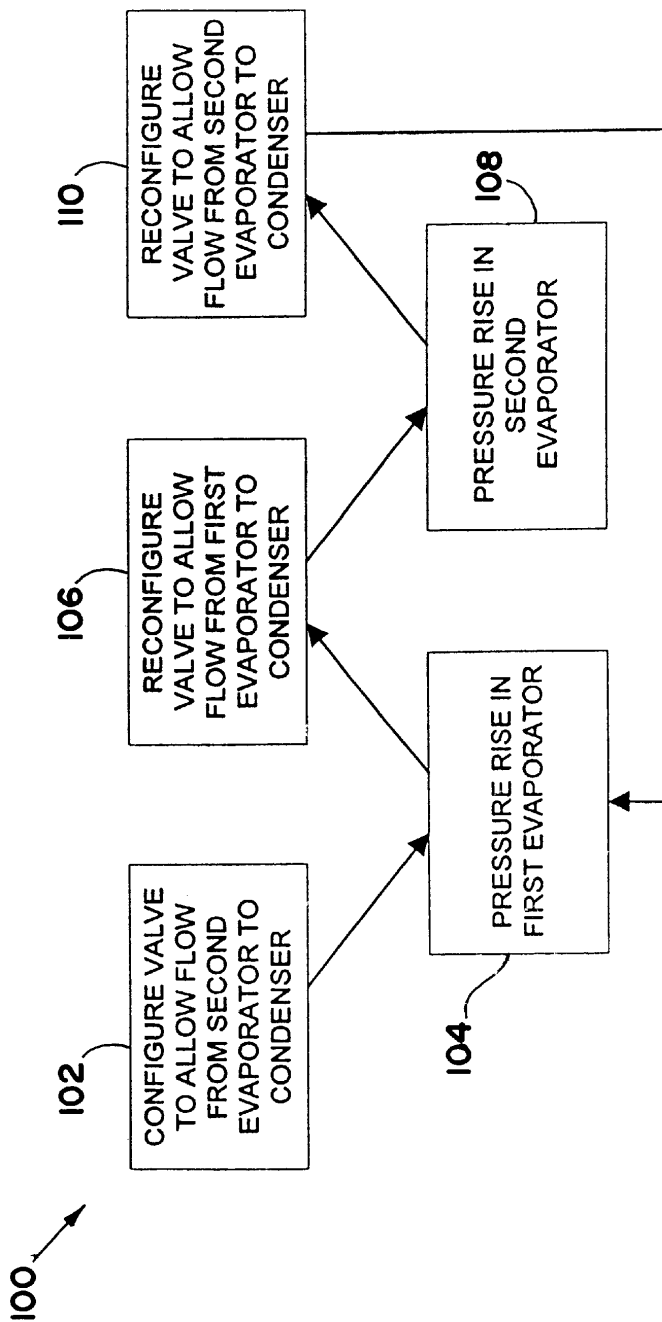 100
102
CONFIGURE VALVE
TO ALLOW FLOW
FROM SECOND
EVAPORATOR TO
CONDENSER
104
PRESSURE RISE IN
FIRST EVAPORATOR
106
RECONFIGURE
VALVE TO ALLOW
FLOW FROM FIRST
EVAPORATOR TO
CONDENSER
108
PRESSURE RISE IN
SECOND
EVAPORATOR
110
RECONFIGURE
VALVE TO ALLOW
FLOW FROM SECOND
EVAPORATOR TO
CONDENSER